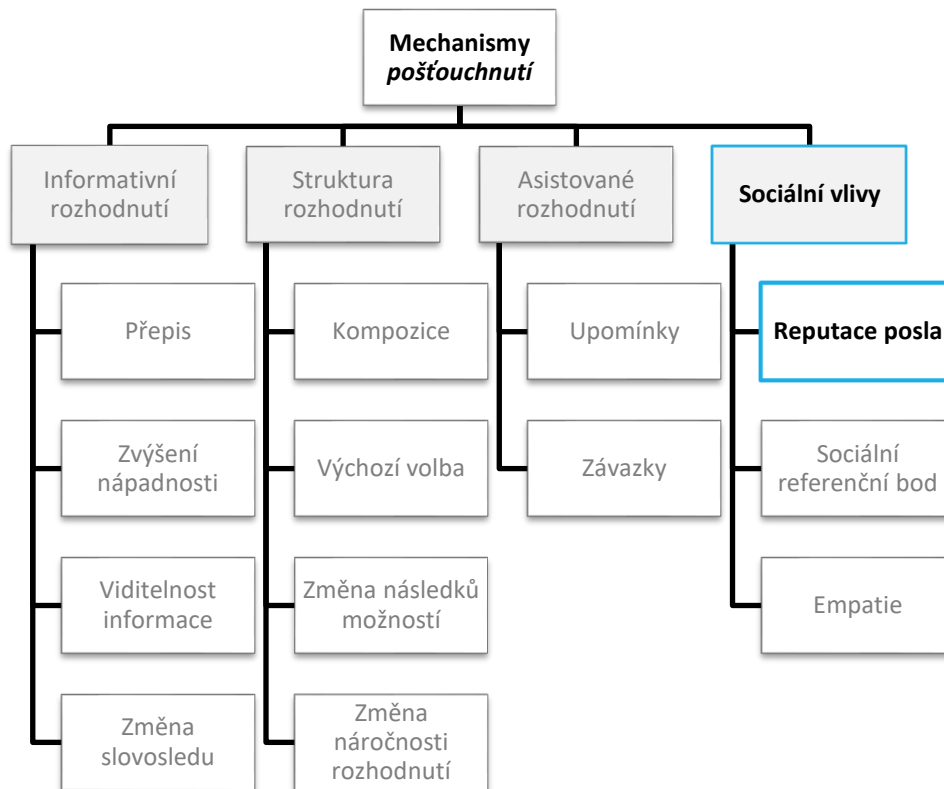 Mechanismy
pošťouchnutí
Informativní
rozhodnutí
Struktura
rozhodnutí
Asistované
rozhodnutí
Sociální vlivy
Přepis
Zvýšení
nápadnosti
Viditelnost
informace
Změna
slovosledu
Kompozice
Výchozí volba
Změna následků
možností
Změna
náročnosti
rozhodnutí
Upomínky
Závazky
Reputace posla
Sociální
referenční bod
Empatie